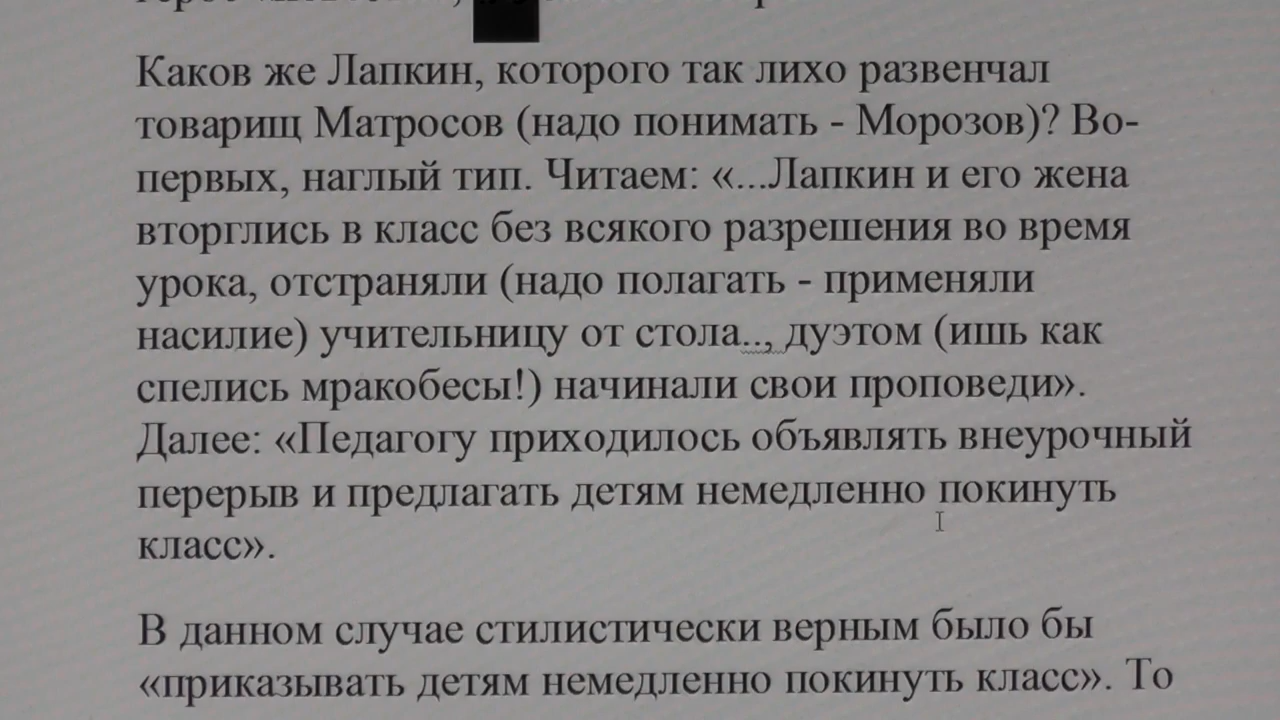 Каков же Лапкин, которого так лихо развенчал
товарищ Матросов (надо понимать - Морозов)? Во-
первых, наглый тип. Читаем: «...Лапкин и его жена
вторглись в класс без всякого разрешения во время
урока, отстраняли (надо полагать - применяли
насилие) учительницу от стола.., дуэтом (ишь как
спелись мракобесы!) начинали свои проповеди».
Далее: «Педагогу приходилось объявлять внеурочный
перерыв и предлагать детям немедленно покинуть
класс».
В данном случае стилистически верным было бы
«приказывать детям немедленно покинуть класс». То